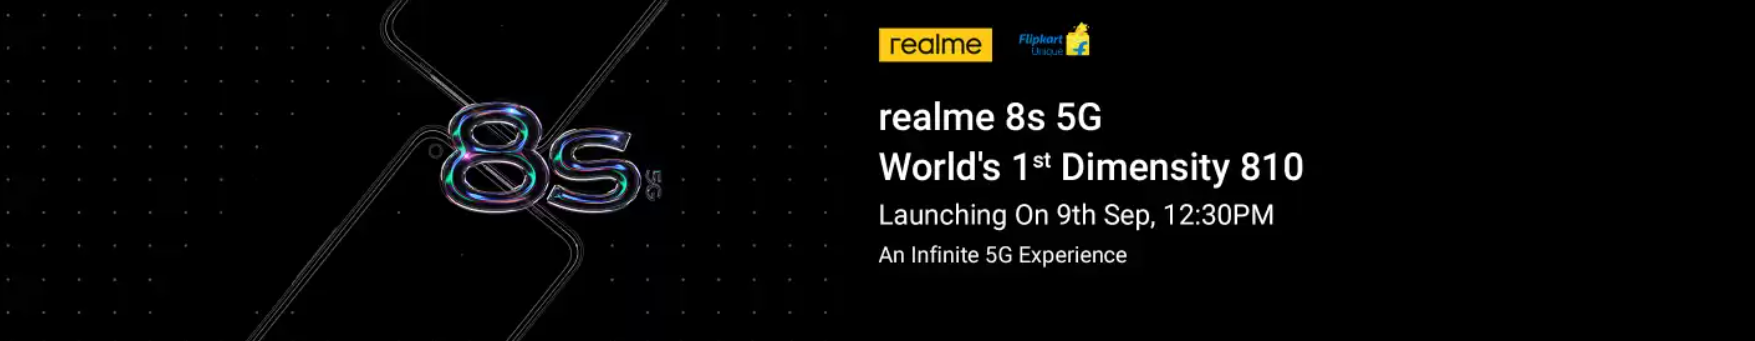 8s 5G
realme Flipkart Unique
realme 8s 5G
World's 1st Dimensity 810
Launching On 9th Sep, 12:30PM
An Infinite 5G Experience